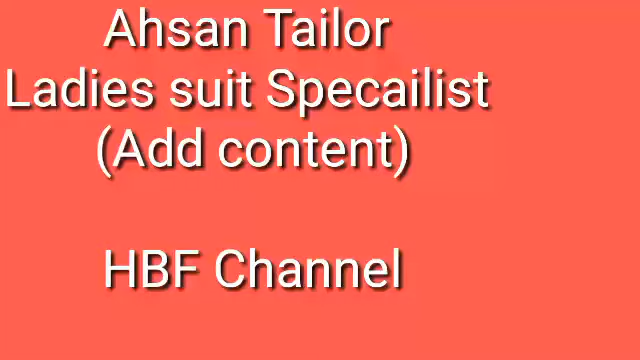 Ahsan Tailor
Ladies suit Specailist
(Add content)
HBF Channel